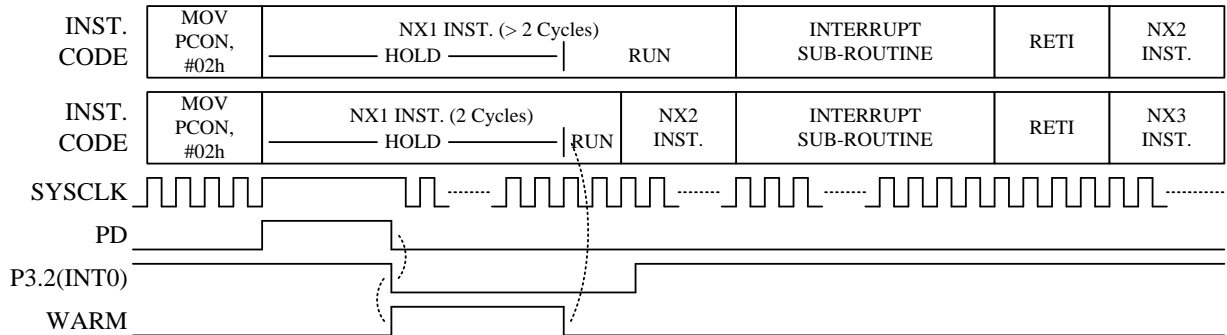 INST.
CODE
MOV
PCON,
#02h
NX1 INST. (> 2 Cycles)
HOLD
RUN
INTERRUPT
SUB-ROUTINE
RETI
NX2
INST.
INST.
CODE
MOV
PCON,
#02h
NX1 INST. (2 Cycles)
HOLD
RUN
NX2
INST.
INTERRUPT
SUB-ROUTINE
RETI
NX3
INST.
SYSCLK
PD
P3.2(INT0)
WARM